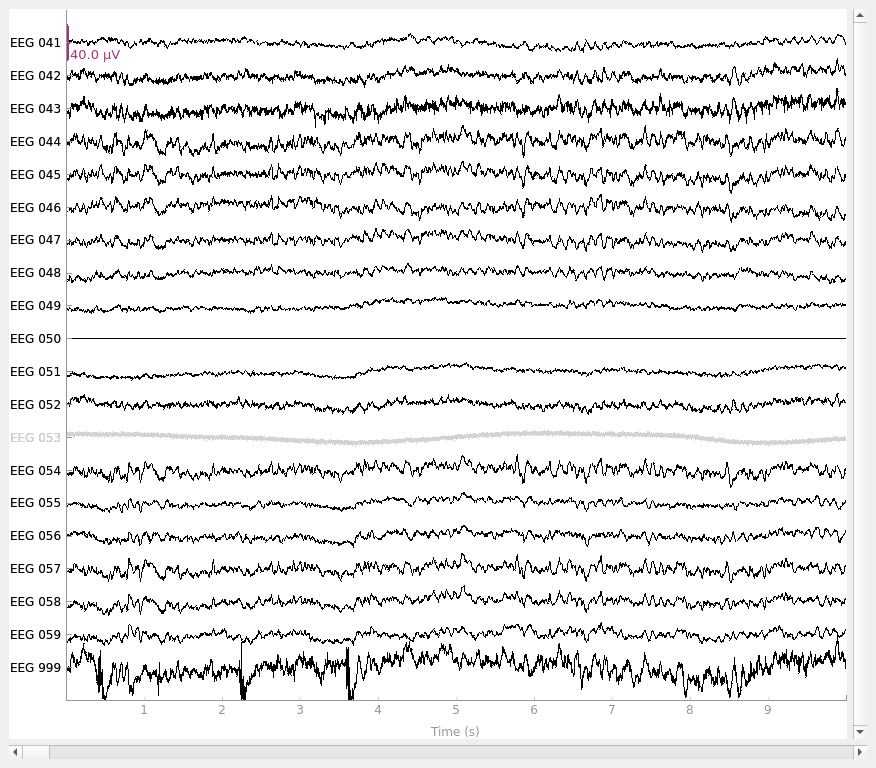 EEG 041
40.0 µV
EEG 042
EEG 043
EEG 044
EEG 045
EEG 046
EEG 047
EEG 048
EEG 049
EEG 050
EEG 051
EEG 052
EEG 053
EEG 054
EEG 055
EEG 056
EEG 057
EEG 058
EEG 059
EEG 999
1 2 3 4 5 6 7 8 9
Time (s)